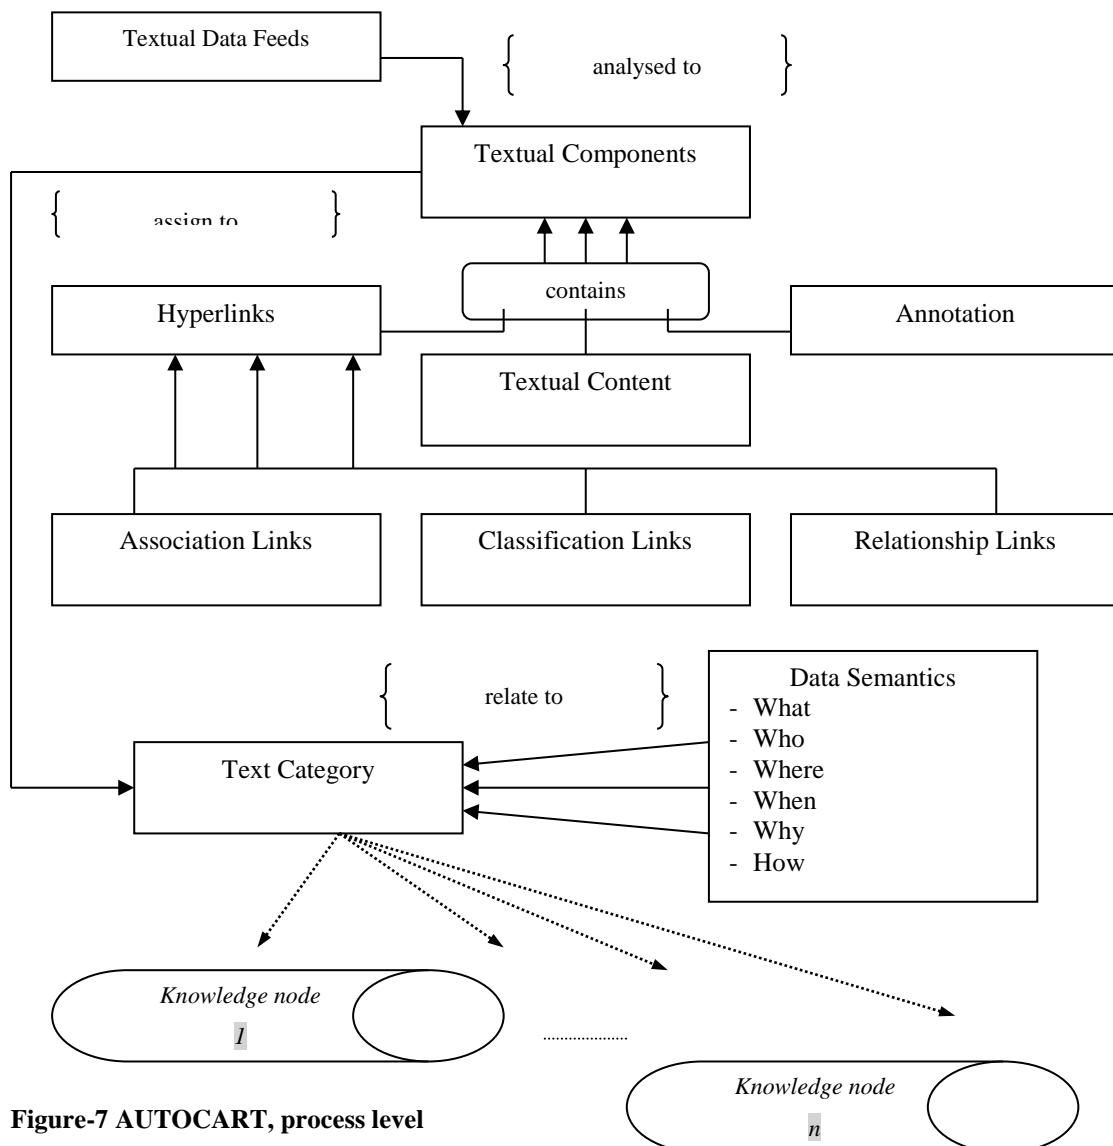 Textual Data Feeds
{ analysed to }
Textual Components
{ assign to }
contains
Hyperlinks
Annotation
Textual Content
Association Links
Classification Links
Relationship Links
{ relate to }
Data Semantics
- What
- Who
- Where
- When
- Why
- How
Text Category
Knowledge node
1
.....................
Knowledge node
n
Figure-7 AUTOCART, process level